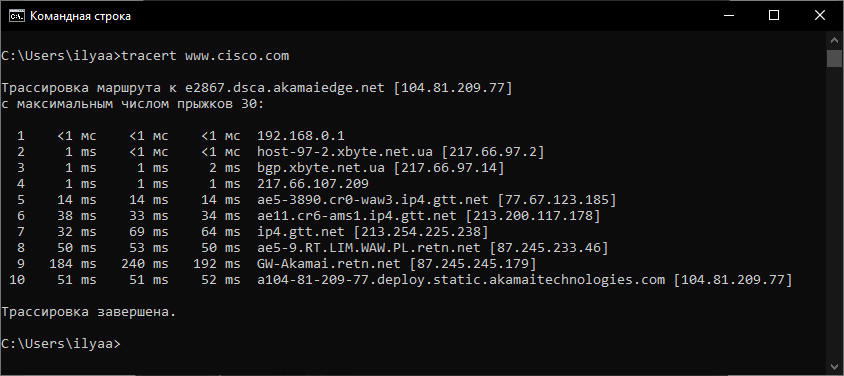 Командная строка
C:\Users\ilyaa>tracert www.cisco.com
Трассировка маршрута к e2867.dsca.akamaiedge.net [104.81.209.77]
с максимальным числом прыжков 30:
1 <1 мс <1 мс <1 мс 192.168.0.1
2 1 ms <1 мс <1 мс host-97-2.xbyte.net.ua [217.66.97.2]
3 1 ms 1 ms 2 ms bgp.xbyte.net.ua [217.66.97.14]
4 1 ms 1 ms 1 ms 217.66.107.209
5 14 ms 14 ms 14 ms ae5-3890.cr0-waw3.ip4.gtt.net [77.67.123.185]
6 38 ms 33 ms 34 ms ae11.cr6-ams1.ip4.gtt.net [213.200.117.178]
7 32 ms 69 ms 64 ms ip4.gtt.net [213.254.225.238]
8 50 ms 53 ms 50 ms ae5-9.RT.LIM.WAW.PL.retn.net [87.245.233.46]
9 184 ms 240 ms 192 ms GW-Akamai.retn.net [87.245.245.179]
10 51 ms 51 ms 52 ms a104-81-209-77.deploy.static.akamaitechnologies.com [104.81.209.77]
Трассировка завершена.
C:\Users\ilyaa>